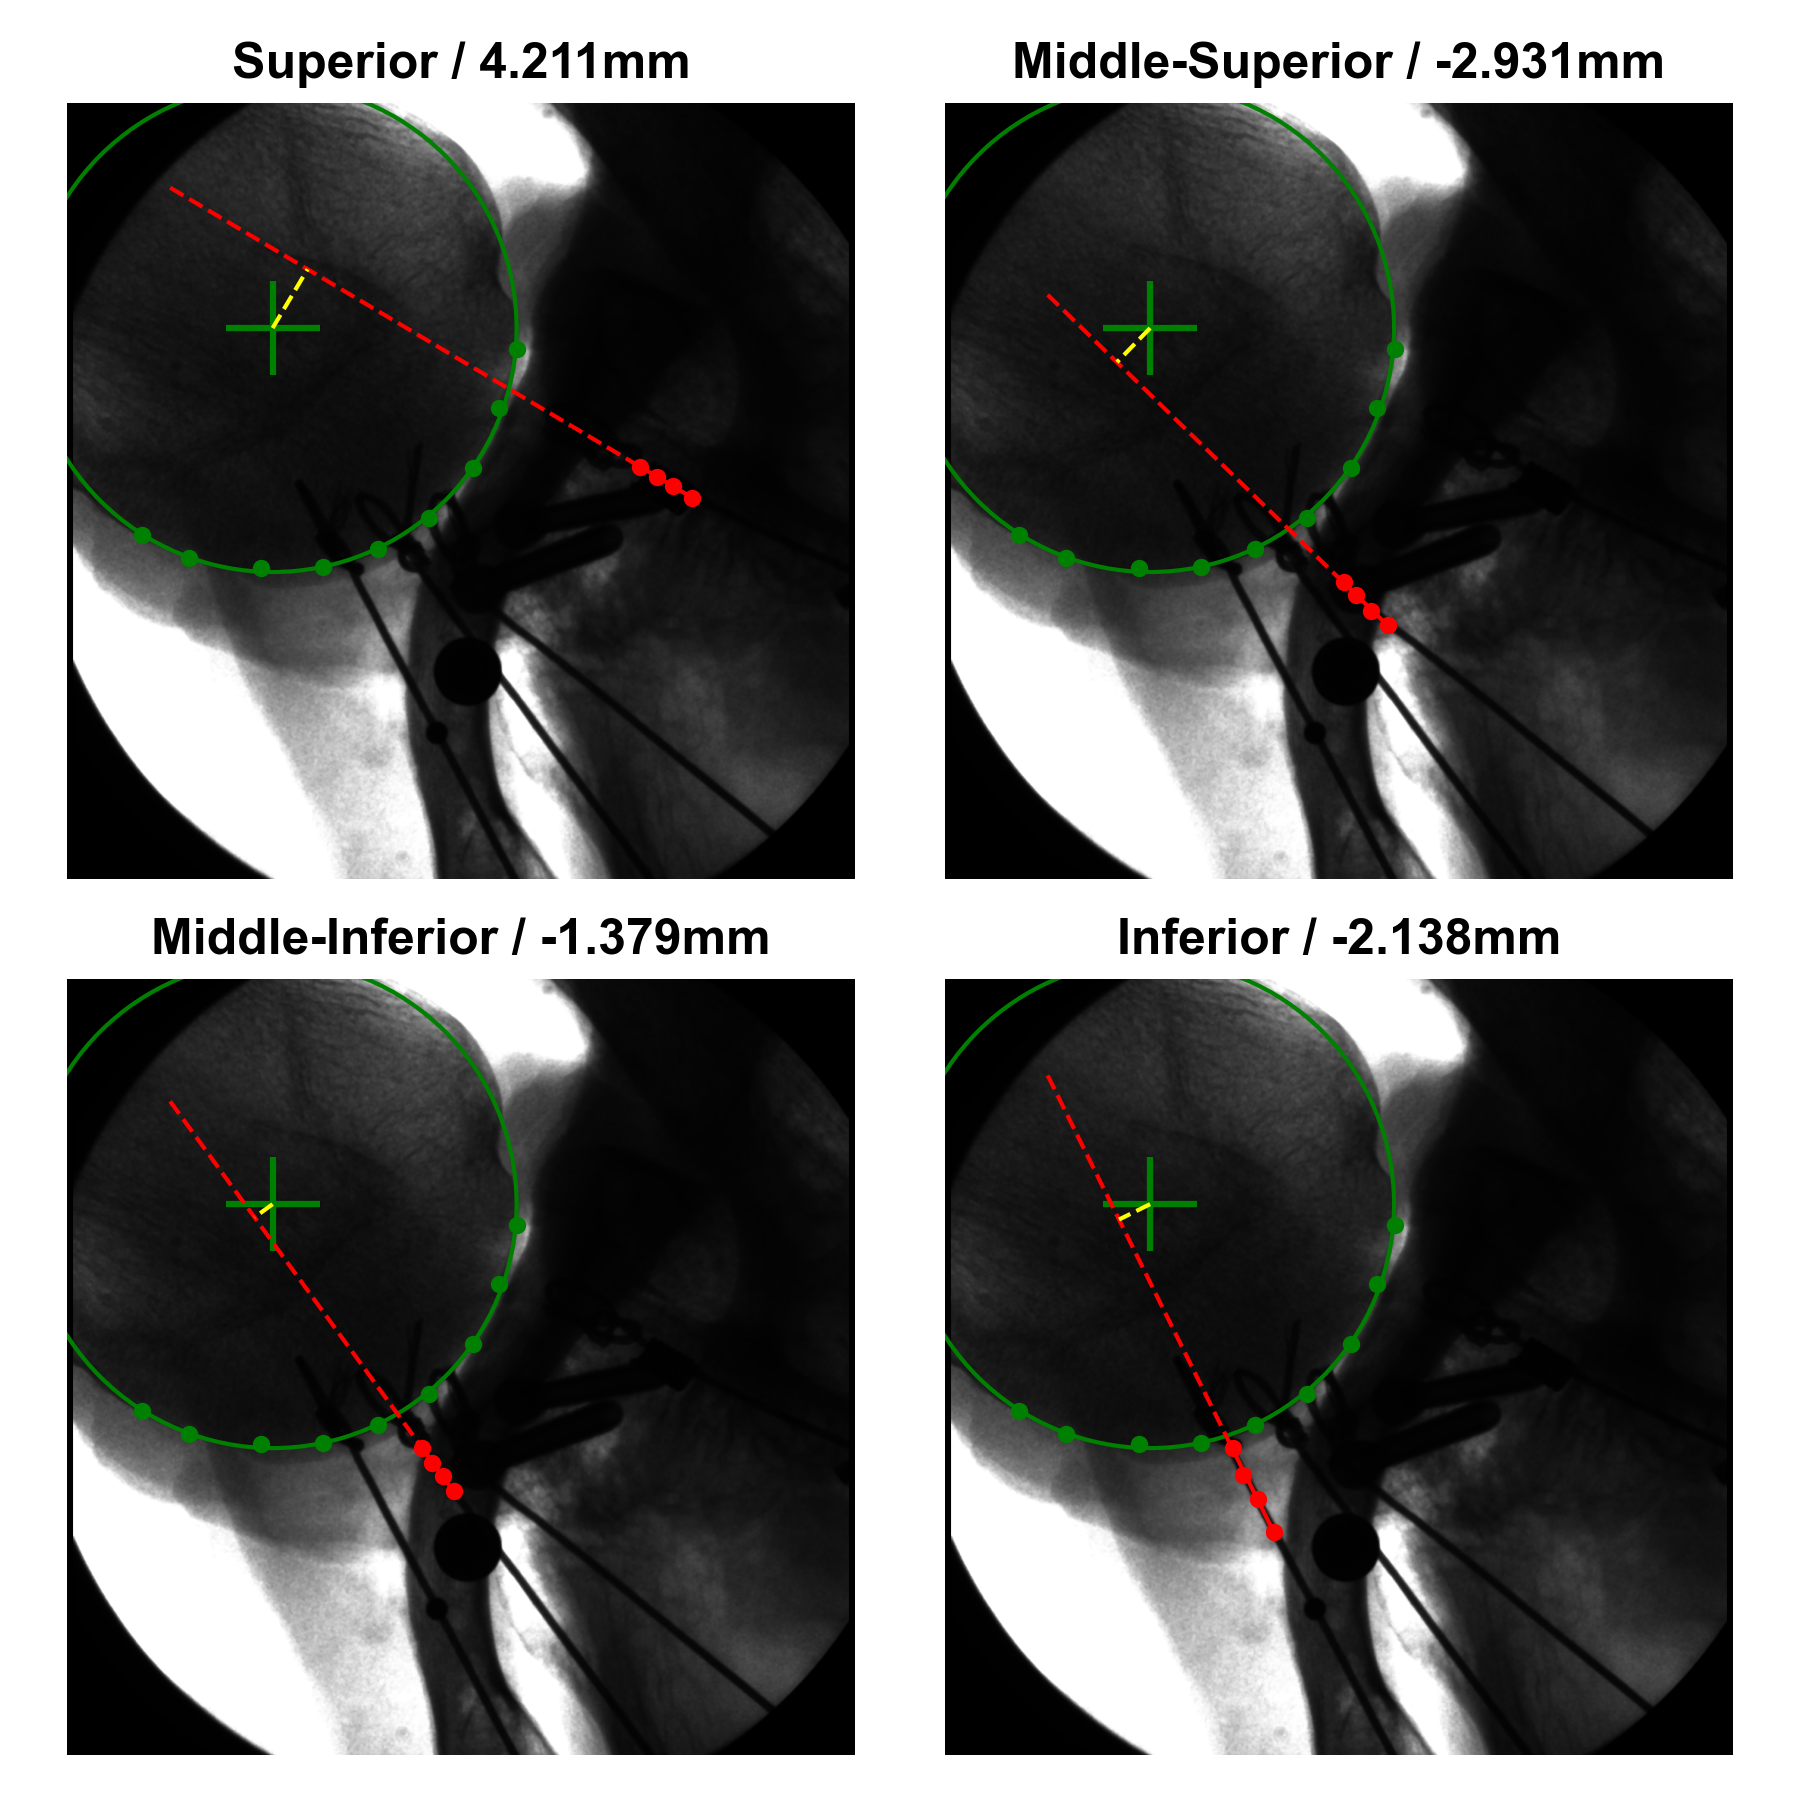 Superior / 4.211mm
Middle-Superior / -2.931mm
Middle-Inferior / -1.379mm
Inferior / -2.138mm